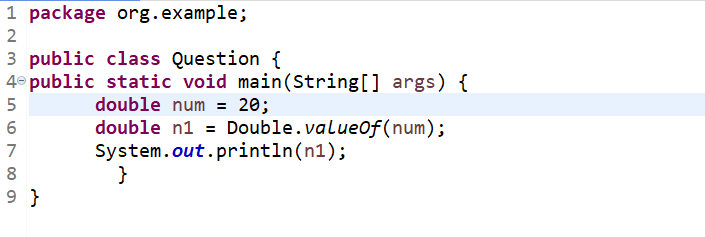 1 package org.example;
2
3 public class Question {
4 public static void main(String[] args) {
5 double num = 20;
6 double n1 = Double.valueOf(num);
7 System.out.println(n1);
8 }
9 }